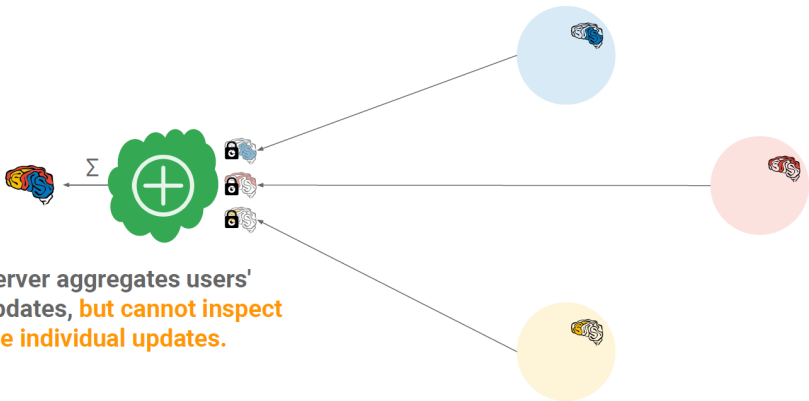 Σ
erver aggregates users'
pdates, but cannot inspect
e individual updates.